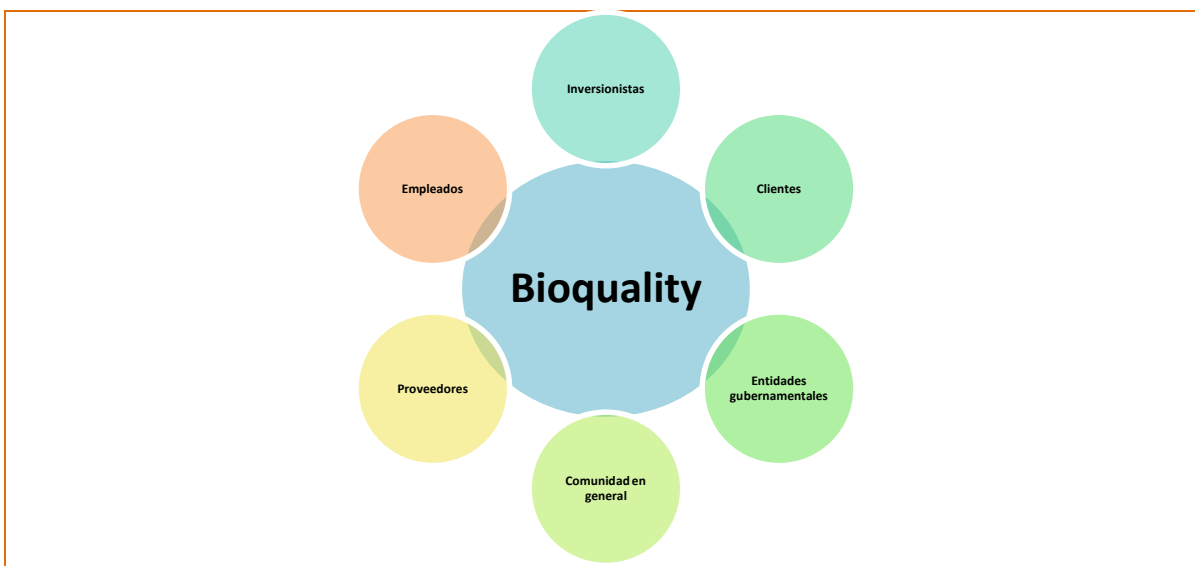 Inversionistas
Empleados
Clientes
Bioquality
Proveedores
Entidades
gubernamentales
Comunidad en
general